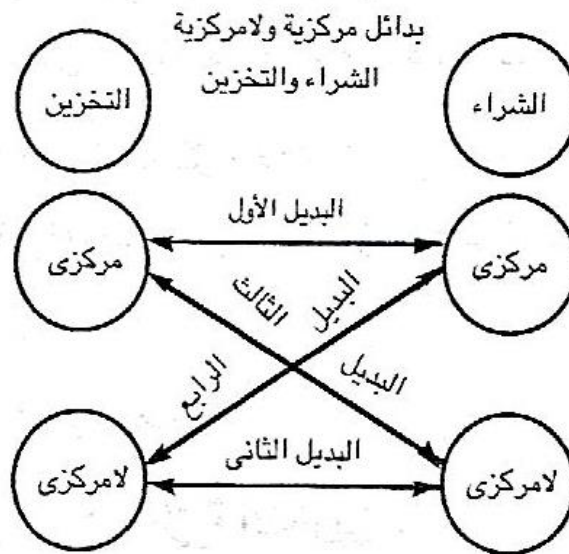 بدائل مركزية ولامركزية
الشراء والتخزين
الشراء
التخزين
البديل الأول
مركزى
مركزى
البديل الثالث
البديل الرابع
البديل الثانى
لامركزى
لامركزى